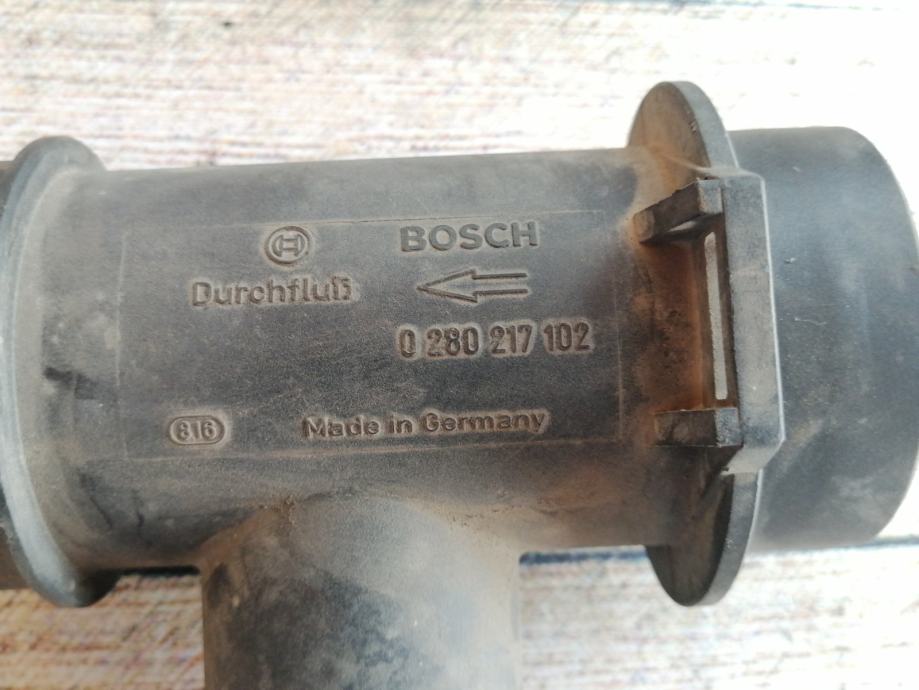 BOSCH
Durchfluß
0 280 217 102
816
Made in Germany